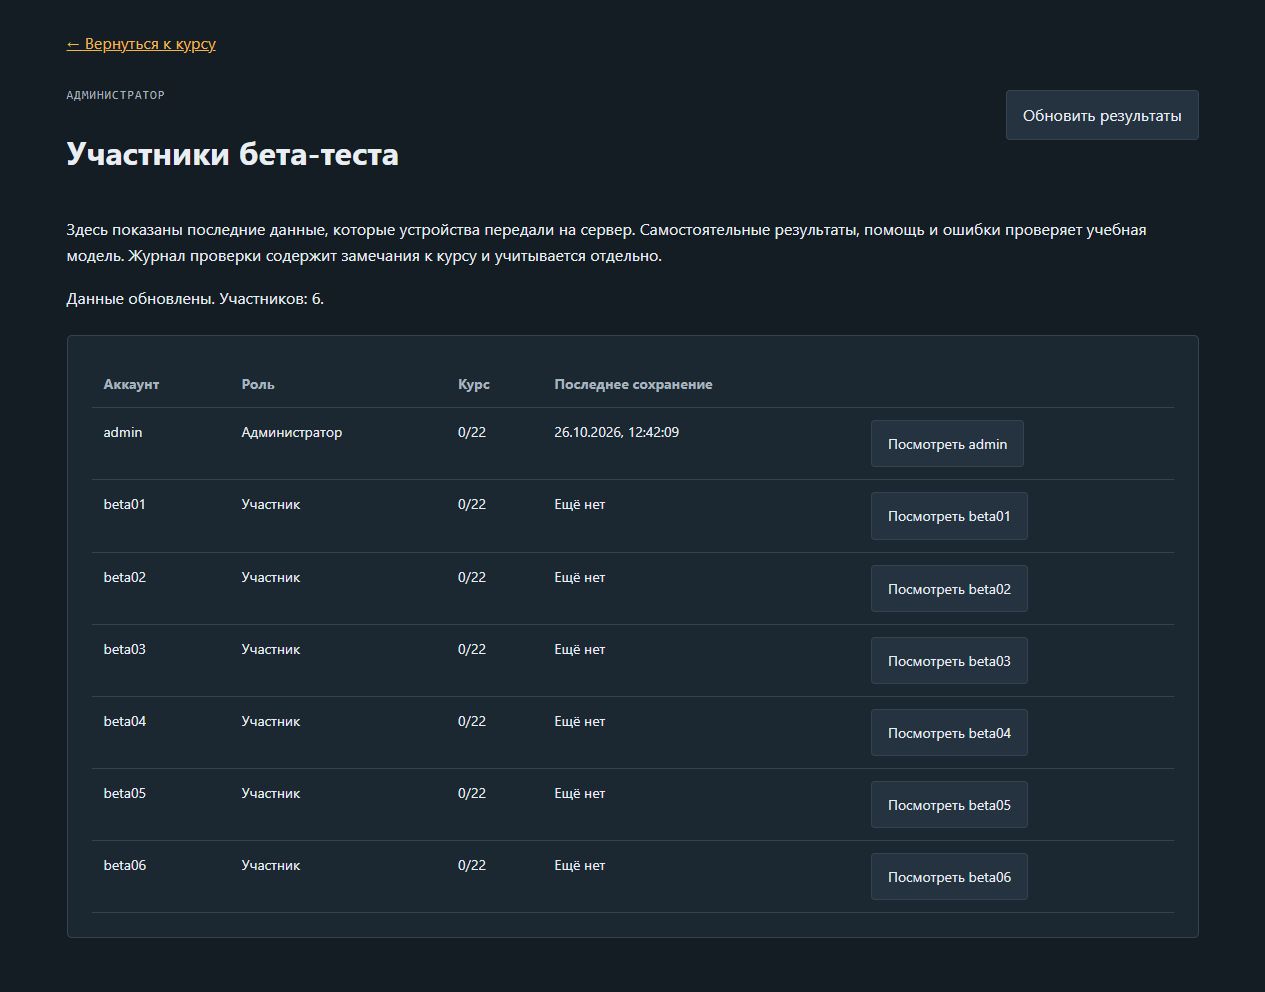 ← Вернуться к курсу
АДМИНИСТРАТОР
Обновить результаты
Участники бета-теста
Здесь показаны последние данные, которые устройства передали на сервер. Самостоятельные результаты, помощь и ошибки проверяет учебная
модель. Журнал проверки содержит замечания к курсу и учитывается отдельно.
Данные обновлены. Участников: 6.
Аккаунт Роль Курс Последнее сохранение
admin Администратор 0/22 26.10.2026, 12:42:09 Посмотреть admin
beta01 Участник 0/22 Ещё нет Посмотреть beta01
beta02 Участник 0/22 Ещё нет Посмотреть beta02
beta03 Участник 0/22 Ещё нет Посмотреть beta03
beta04 Участник 0/22 Ещё нет Посмотреть beta04
beta05 Участник 0/22 Ещё нет Посмотреть beta05
beta06 Участник 0/22 Ещё нет Посмотреть beta06